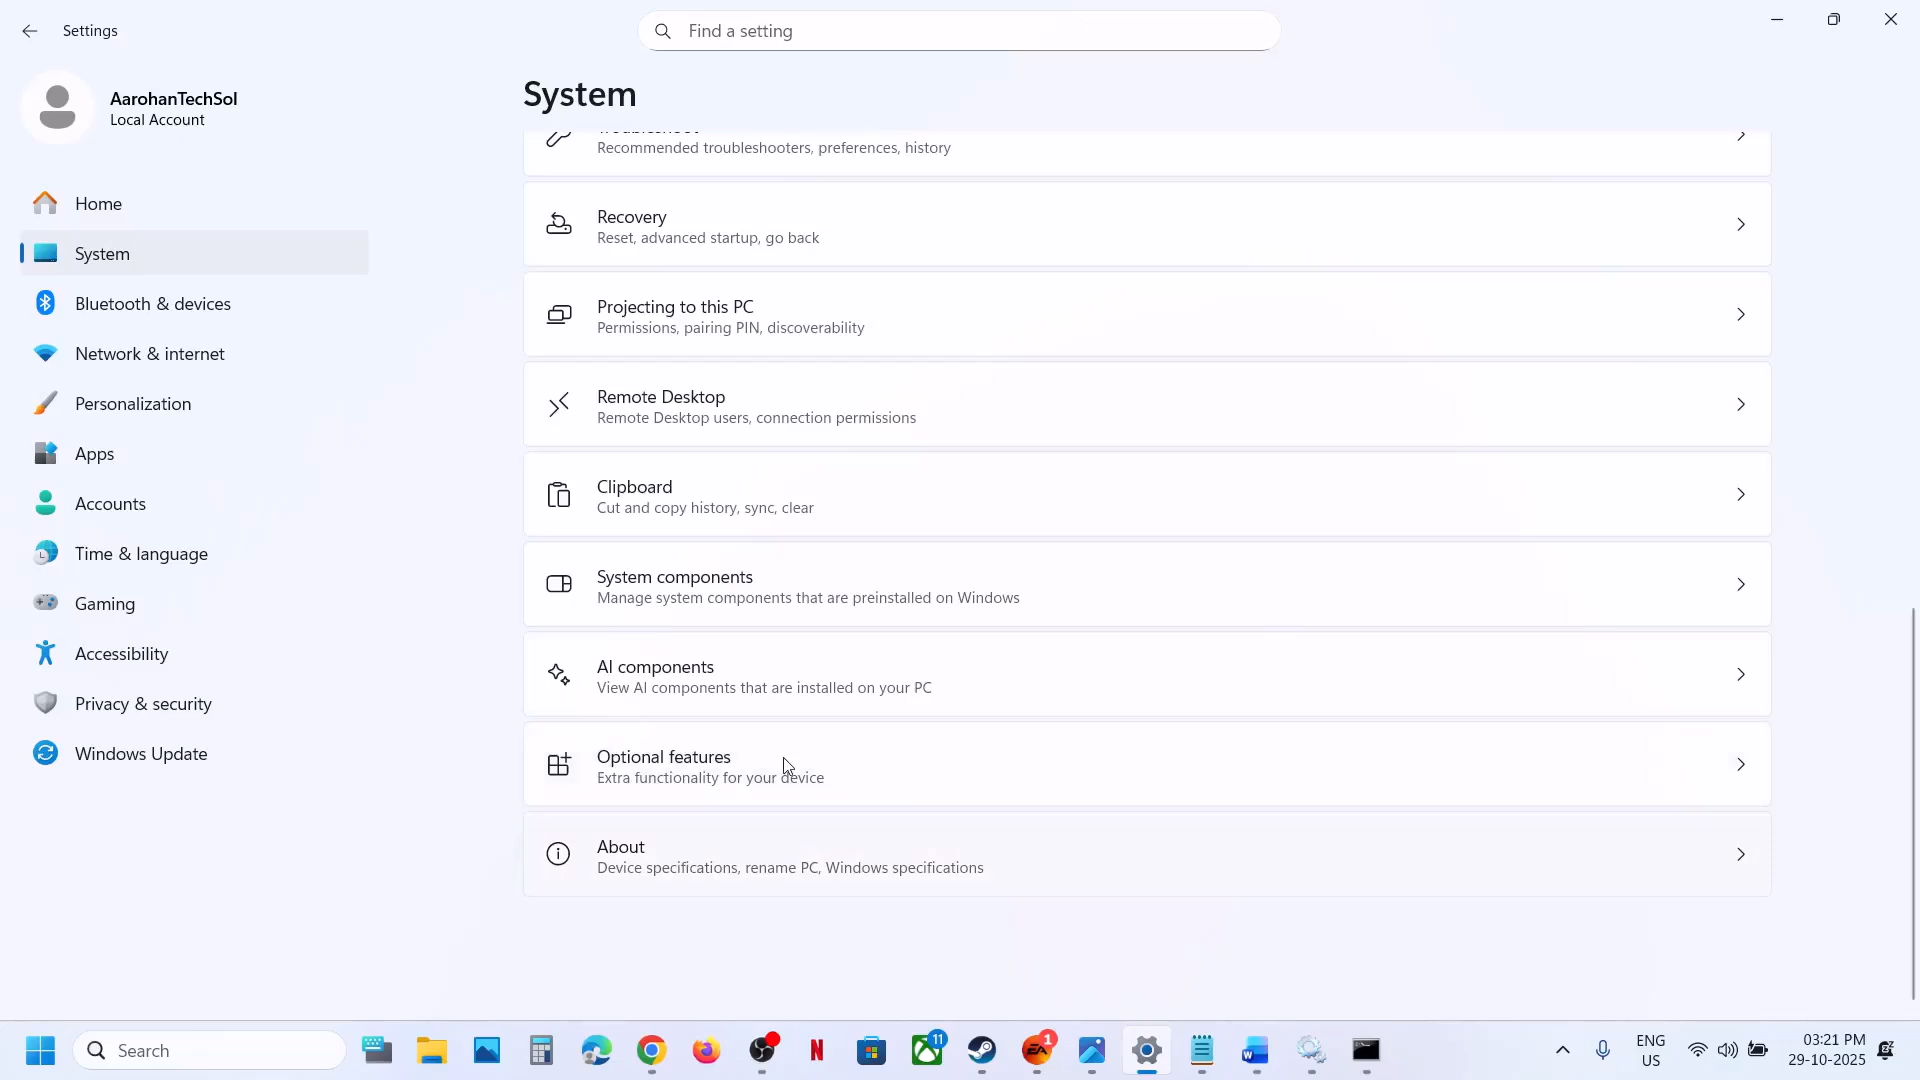 Settings
Find a setting
AarohanTechSol
Local Account
Home
System
Bluetooth & devices
Network & internet
Personalization
Apps
Accounts
Time & language
Gaming
Accessibility
Privacy & security
Windows Update
System
Troubleshoot
Recommended troubleshooters, preferences, history
Recovery
Reset, advanced startup, go back
Projecting to this PC
Permissions, pairing PIN, discoverability
Remote Desktop
Remote Desktop users, connection permissions
Clipboard
Cut and copy history, sync, clear
System components
Manage system components that are preinstalled on Windows
AI components
View AI components that are installed on your PC
Optional features
Extra functionality for your device
About
Device specifications, rename PC, Windows specifications
Search
N
11
EA
1
W
ENG
US
03:21 PM
29-10-2025